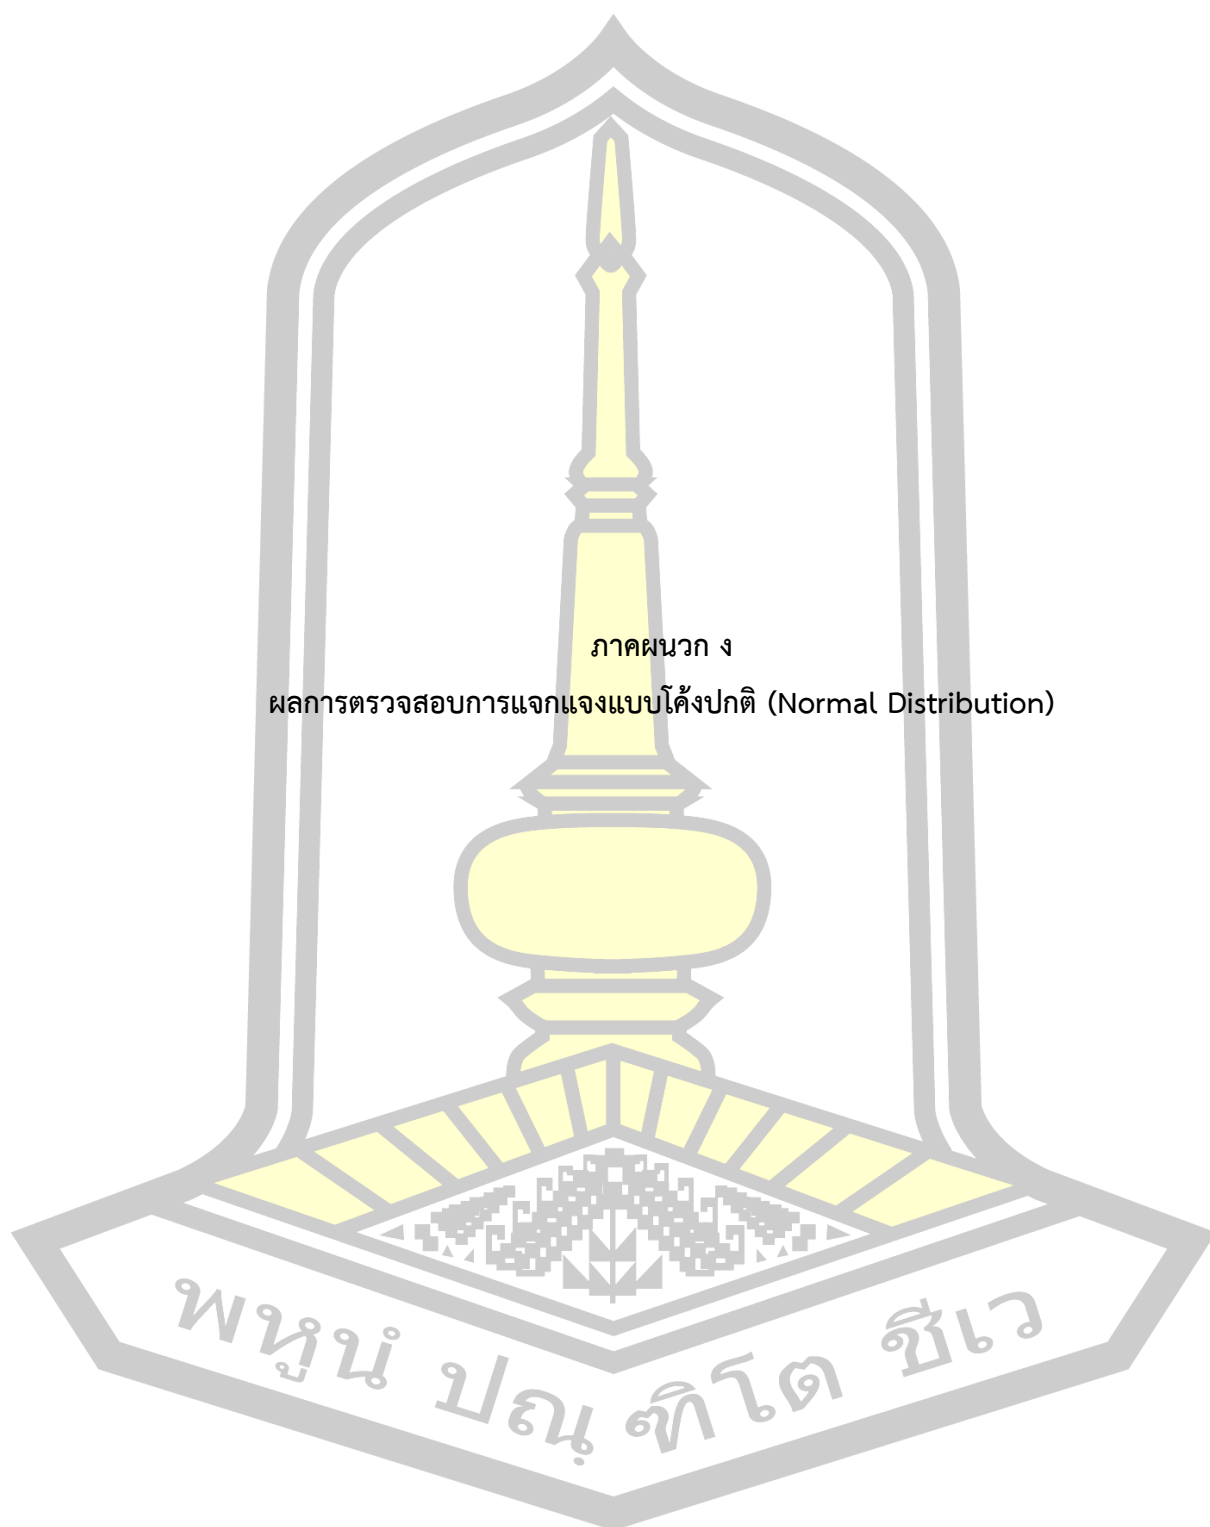 ภาคผนวก ง
ผลการตรวจสอบการแจกแจงแบบโค้งปกติ (Normal Distribution)
พหูนํ ปณฺฑิโต ชีเว